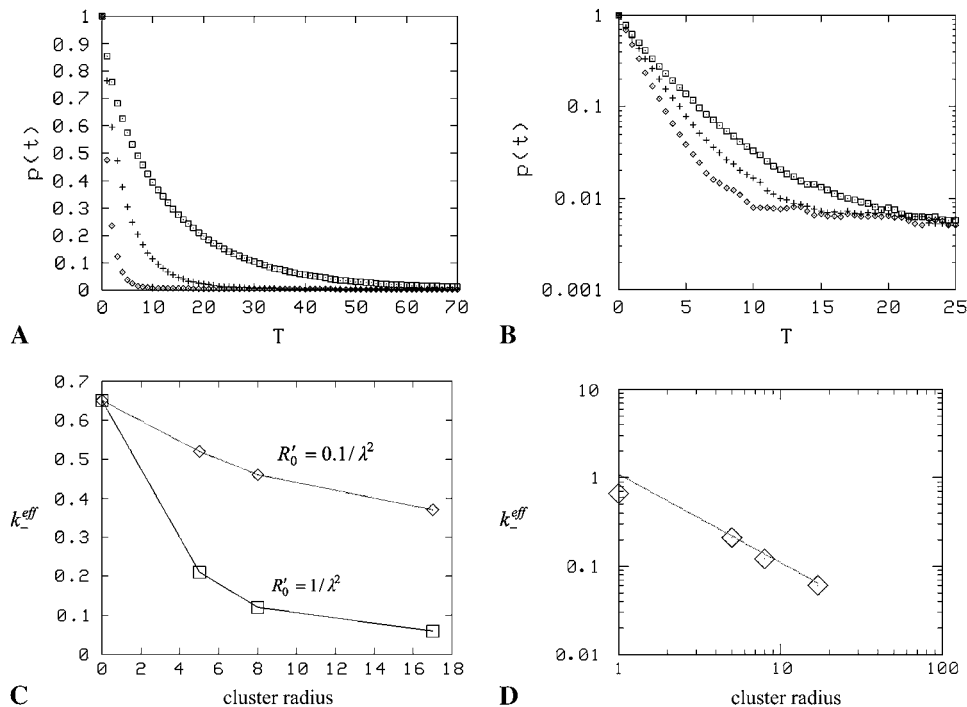 1
0.9
0.8
0.7
0.6
0.5
0.4
0.3
0.2
0.1
0
p(t)
0 10 20 30 40 50 60 70
T
A
1
0.1
0.01
0.001
p(t)
0 5 10 15 20 25
T
B
0.7
0.6
0.5
0.4
0.3
0.2
0.1
0
k_^eff
R'0 = 0.1/λ²
R'0 = 1/λ²
0 2 4 6 8 10 12 14 16 18
cluster radius
C
10
1
0.1
0.01
k_^eff
1 10 100
cluster radius
D